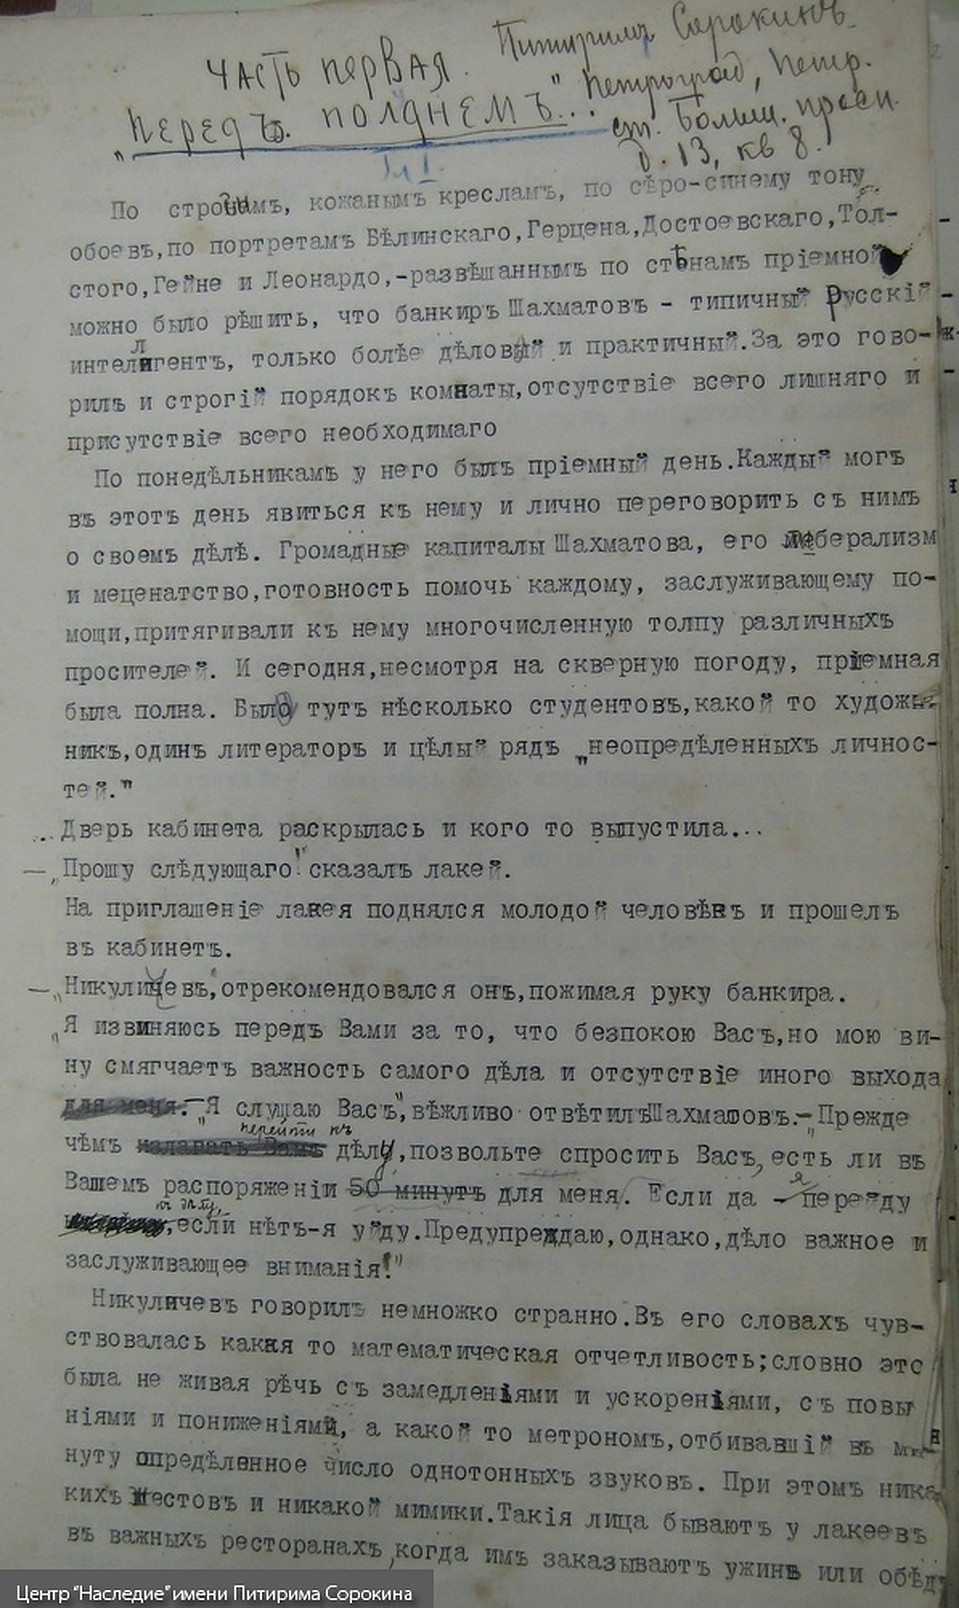 Питиримъ Сорокинъ.
Часть первая.
Петроградъ, Петр.
"Передъ полднемъ"...
ст. Больш. просп.
д. 13, кв 8.
Гл I.
По строгимъ, кожанымъ кресламъ, по сѣро-синему тону
обоевъ,по портретамъ Бѣлинскаго,Герцена,Достоевскаго,Тол-
стого,Гейне и Леонардо,-развѣшаннымъ по стѣнамъ пріемной
можно было рѣшить, что банкиръ Шахматовъ - типичный Русскій
интеллигентъ, только болѣе дѣловый и практичный.За это гово-
рилъ и строгій порядокъ комнаты,отсутствіе всего лишняго и
присутствіе всего необходимаго
По понедѣльникамъ у него былъ пріемный день.Каждый могъ
въ этотъ день явиться къ нему и лично переговорить съ нимъ
о своемъ дѣлѣ. Громадные капиталы Шахматова, его либерализм
и меценатство,готовность помочь каждому, заслуживающему по-
мощи,притягивали къ нему многочисленную толпу различныхъ
просителей. И сегодня,несмотря на скверную погоду, пріемная
была полна. Было тутъ нѣсколько студентовъ,какой то худож-
никъ,одинъ литераторъ и цѣлый рядъ „неопредѣленныхъ личнос-
тей."
... Дверь кабинета раскрылась и кого то выпустила...
— „Прошу слѣдующаго!" сказалъ лакей.
На приглашеніе лакея поднялся молодой человѣкъ и прошелъ
въ кабинетъ.
— „Никуличевъ",отрекомендовался онъ,пожимая руку банкира.
„Я извиняюсь передъ Вами за то, что безпокою Васъ,но мою ви-
ну смягчаетъ важность самого дѣла и отсутствіе иного выхода
для меня.— „Я слушаю Васъ",вѣжливо отвѣтилъ Шахматовъ.- „Прежде
чѣмъ излагать Вамъ перейти къ дѣлу,позвольте спросить Васъ, есть ли въ
Вашемъ распоряженіи 50 минутъ для меня. Если да - я перейду
къ дѣлу,,если нѣтъ-я уйду.Предупреждаю,однако,дѣло важное и
заслуживающее вниманія!"
Никуличевъ говорилъ немножко странно.Въ его словахъ чув-
ствовалась какая то математическая отчетливость;словно это
была не живая рѣчь съ замедленіями и ускореніями, съ повы
ніями и пониженіями, а какой то метрономъ,отбивавшій въ ми-
нуту опредѣленное число однотонныхъ звуковъ. При этомъ ника
кихъ жестовъ и никакой мимики.Такія лица бываютъ у лакеевъ
въ важныхъ ресторанахъ,когда имъ заказываютъ ужинъ или обѣдъ
Центр "Наследие" имени Питирима Сорокина